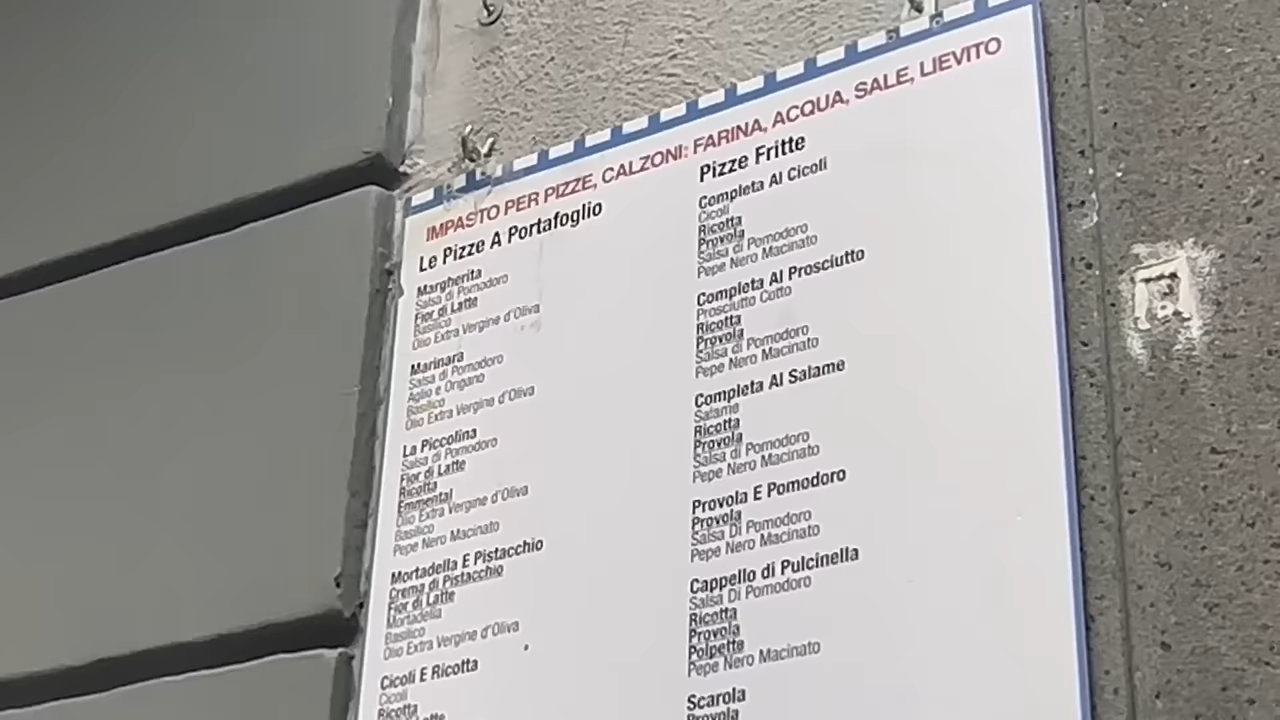 IMPASTO PER PIZZE, CALZONI: FARINA, ACQUA, SALE, LIEVITO
Le Pizze A Portafoglio
Margherita
Salsa di Pomodoro
Fior di Latte
Basilico
Olio Extra Vergine d'Oliva
Marinara
Salsa di Pomodoro
Aglio e Origano
Basilico
Olio Extra Vergine d'Oliva
La Piccolina
Salsa di Pomodoro
Fior di Latte
Ricotta
Emmental
Olio Extra Vergine d'Oliva
Basilico
Pepe Nero Macinato
Mortadella E Pistacchio
Crema di Pistacchio
Fior di Latte
Mortadella
Basilico
Olio Extra Vergine d'Oliva
Cicoli E Ricotta
Cicoli
Ricotta
Pizze Fritte
Completa Al Cicoli
Cicoli
Ricotta
Provola
Salsa di Pomodoro
Pepe Nero Macinato
Completa Al Prosciutto
Prosciutto Cotto
Ricotta
Provola
Salsa di Pomodoro
Pepe Nero Macinato
Completa Al Salame
Salame
Ricotta
Provola
Salsa di Pomodoro
Pepe Nero Macinato
Provola E Pomodoro
Provola
Salsa Di Pomodoro
Pepe Nero Macinato
Cappello di Pulcinella
Salsa Di Pomodoro
Ricotta
Provola
Polpette
Pepe Nero Macinato
Scarola
Provola